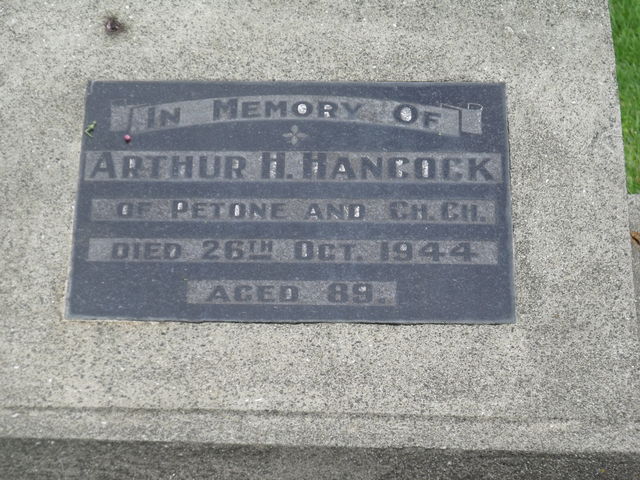 In Memory Of
Arthur H. Hancock
of Petone and Ch. Ch.
Died 26th Oct. 1944
Aged 89.